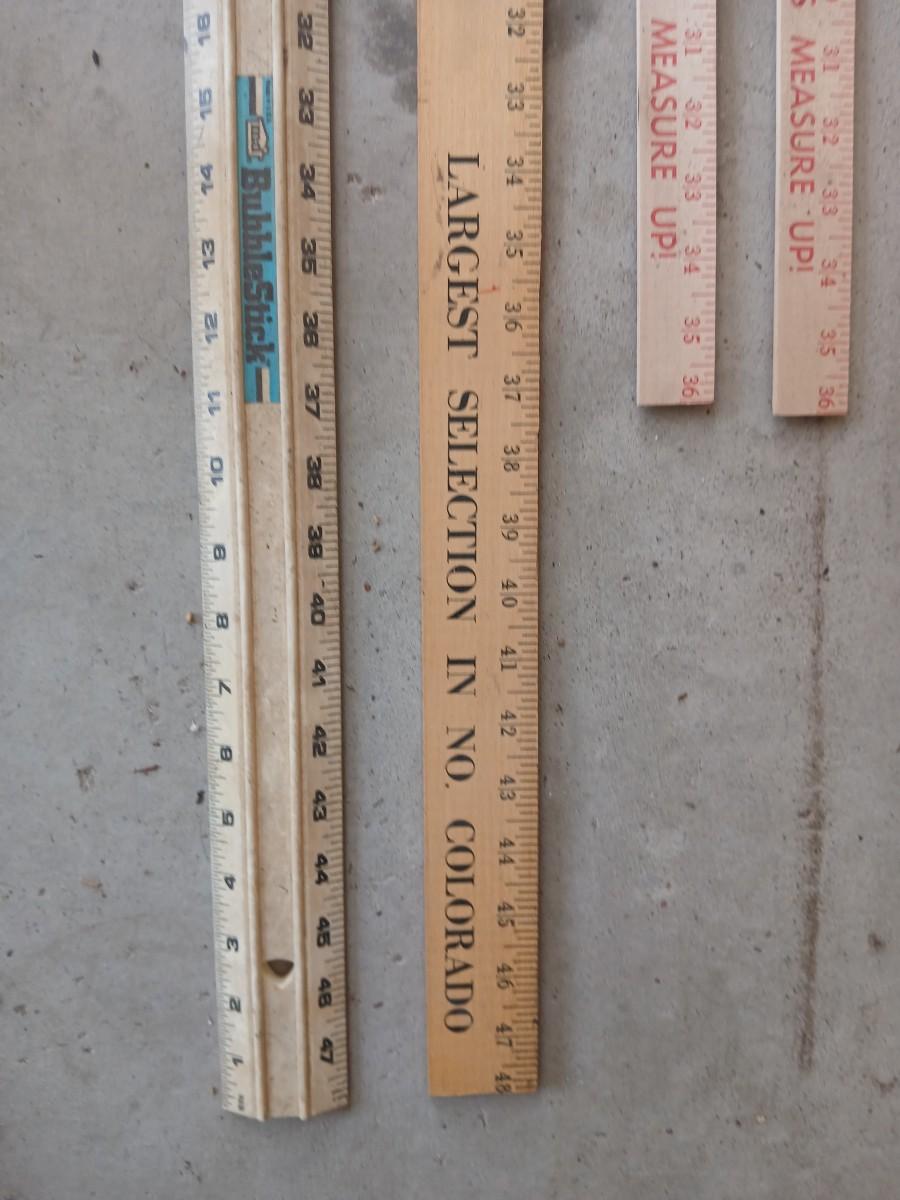 16 15 14 13 12 11 10 9 8 7 6 5 4 3 2 1
BubbleStick
32 33 34 35 36 37 38 39 40 41 42 43 44 45 46 47
LARGEST SELECTION IN NO. COLORADO
32 33 34 35 36 37 38 39 40 41 42 43 44 45 46 47 48
MEASURE UP!
31 32 33 34 35 36
S MEASURE UP!
31 32 33 34 35 36